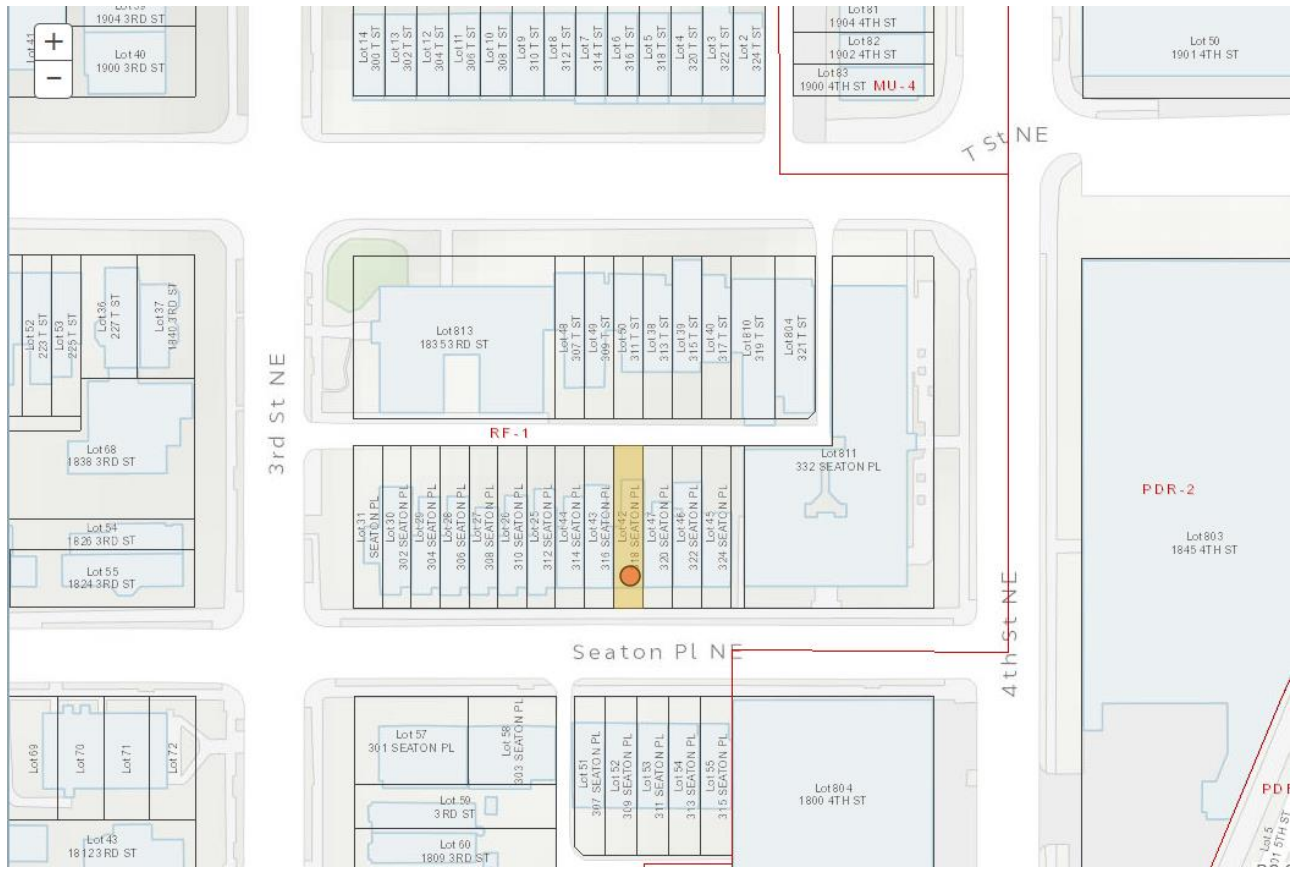 Lot 39
1904 3RD ST
Lot 41
+
−
Lot 40
1900 3RD ST
Lot 14
300 T ST
Lot 13
302 T ST
Lot 12
304 T ST
Lot 11
306 T ST
Lot 10
308 T ST
Lot 9
310 T ST
Lot 8
312 T ST
Lot 7
314 T ST
Lot 6
316 T ST
Lot 5
318 T ST
Lot 4
320 T ST
Lot 3
322 T ST
Lot 2
324 T ST
Lot 81
1904 4TH ST
Lot 82
1902 4TH ST
Lot 83
1900 4TH ST
MU-4
Lot 50
1901 4TH ST
T St NE
Lot 52
223 T ST
Lot 53
225 T ST
Lot 36
227 T ST
Lot 37
1840 3RD ST
Lot 813
1835 3RD ST
Lot 48
307 T ST
Lot 49
309 T ST
Lot 50
311 T ST
Lot 38
313 T ST
Lot 39
315 T ST
Lot 40
317 T ST
Lot 810
319 T ST
Lot 804
321 T ST
3rd St NE
RF-1
Lot 68
1838 3RD ST
Lot 811
332 SEATON PL
PDR-2
Lot 803
1845 4TH ST
Lot 31
SEATON PL
Lot 30
302 SEATON PL
Lot 29
304 SEATON PL
Lot 28
306 SEATON PL
Lot 27
308 SEATON PL
Lot 26
310 SEATON PL
Lot 25
312 SEATON PL
Lot 44
314 SEATON PL
Lot 43
316 SEATON PL
Lot 42
318 SEATON PL
Lot 47
320 SEATON PL
Lot 46
322 SEATON PL
Lot 45
324 SEATON PL
Lot 54
1826 3RD ST
Lot 55
1824 3RD ST
Seaton Pl NE
4th St NE
Lot 69
Lot 70
Lot 71
Lot 72
Lot 57
301 SEATON PL
Lot 58
303 SEATON PL
Lot 51
307 SEATON PL
Lot 52
309 SEATON PL
Lot 53
311 SEATON PL
Lot 54
313 SEATON PL
Lot 55
315 SEATON PL
Lot 59
3RD ST
Lot 60
1809 3RD ST
Lot 804
1800 4TH ST
Lot 43
1812 3RD ST
Lot 5